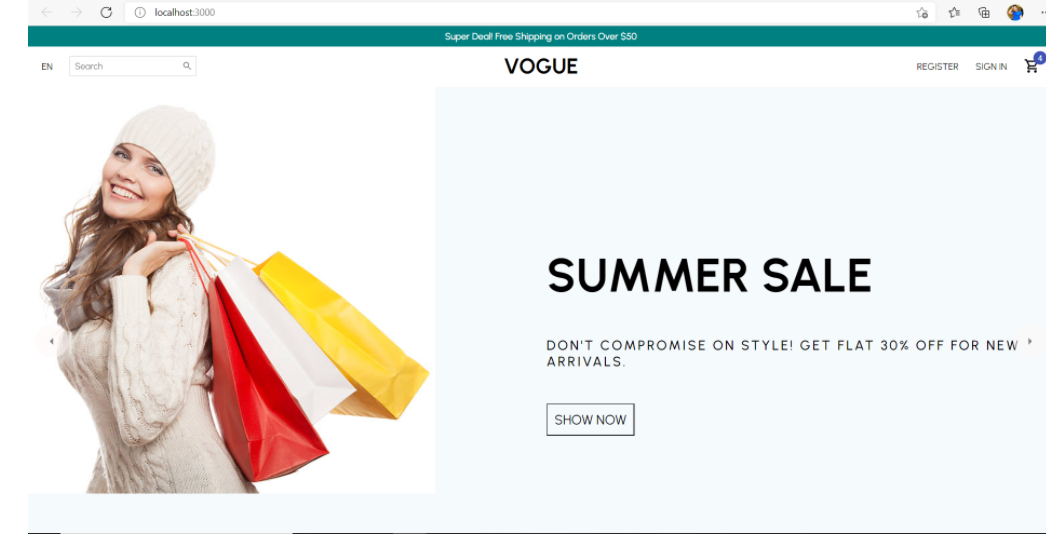 localhost:3000
Super Deal! Free Shipping on Orders Over $50
EN
Search
VOGUE
REGISTER
SIGN IN
4
SUMMER SALE
DON'T COMPROMISE ON STYLE! GET FLAT 30% OFF FOR NEW
ARRIVALS.
SHOW NOW